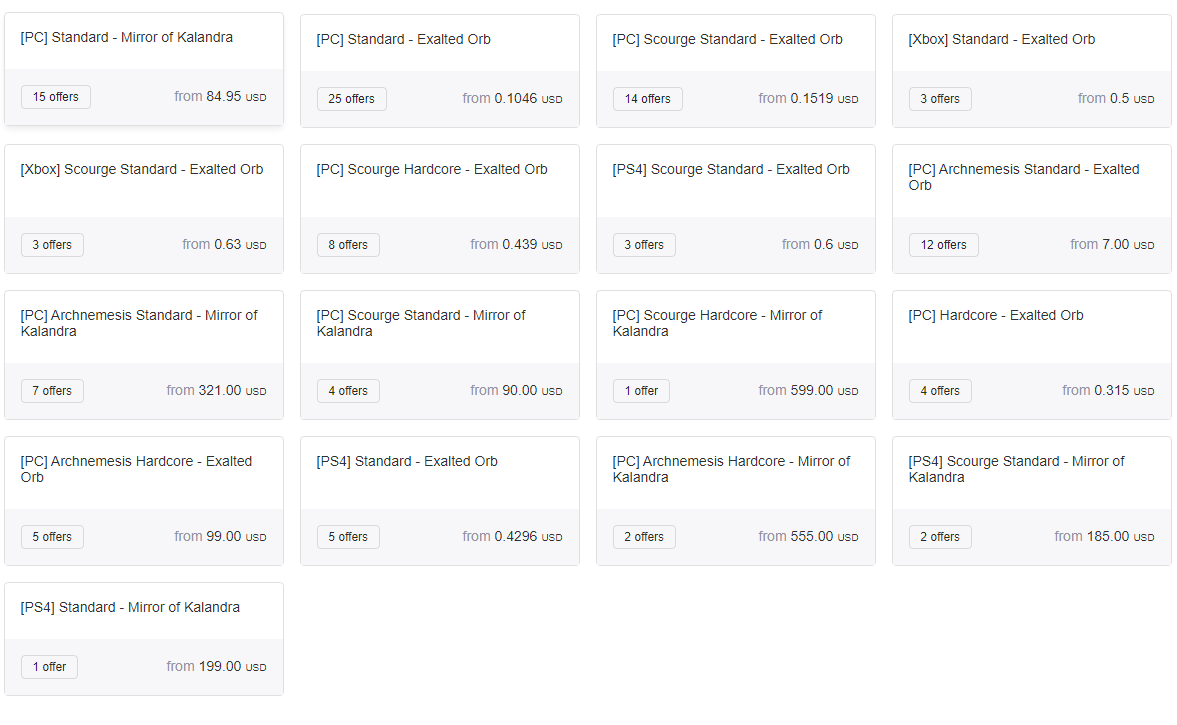 [PC] Standard - Mirror of Kalandra
15 offers
from 84.95 USD
[PC] Standard - Exalted Orb
25 offers
from 0.1046 USD
[PC] Scourge Standard - Exalted Orb
14 offers
from 0.1519 USD
[Xbox] Standard - Exalted Orb
3 offers
from 0.5 USD
[Xbox] Scourge Standard - Exalted Orb
3 offers
from 0.63 USD
[PC] Scourge Hardcore - Exalted Orb
8 offers
from 0.439 USD
[PS4] Scourge Standard - Exalted Orb
3 offers
from 0.6 USD
[PC] Archnemesis Standard - Exalted
Orb
12 offers
from 7.00 USD
[PC] Archnemesis Standard - Mirror of
Kalandra
7 offers
from 321.00 USD
[PC] Scourge Standard - Mirror of
Kalandra
4 offers
from 90.00 USD
[PC] Scourge Hardcore - Mirror of
Kalandra
1 offer
from 599.00 USD
[PC] Hardcore - Exalted Orb
4 offers
from 0.315 USD
[PC] Archnemesis Hardcore - Exalted
Orb
5 offers
from 99.00 USD
[PS4] Standard - Exalted Orb
5 offers
from 0.4296 USD
[PC] Archnemesis Hardcore - Mirror of
Kalandra
2 offers
from 555.00 USD
[PS4] Scourge Standard - Mirror of
Kalandra
2 offers
from 185.00 USD
[PS4] Standard - Mirror of Kalandra
1 offer
from 199.00 USD